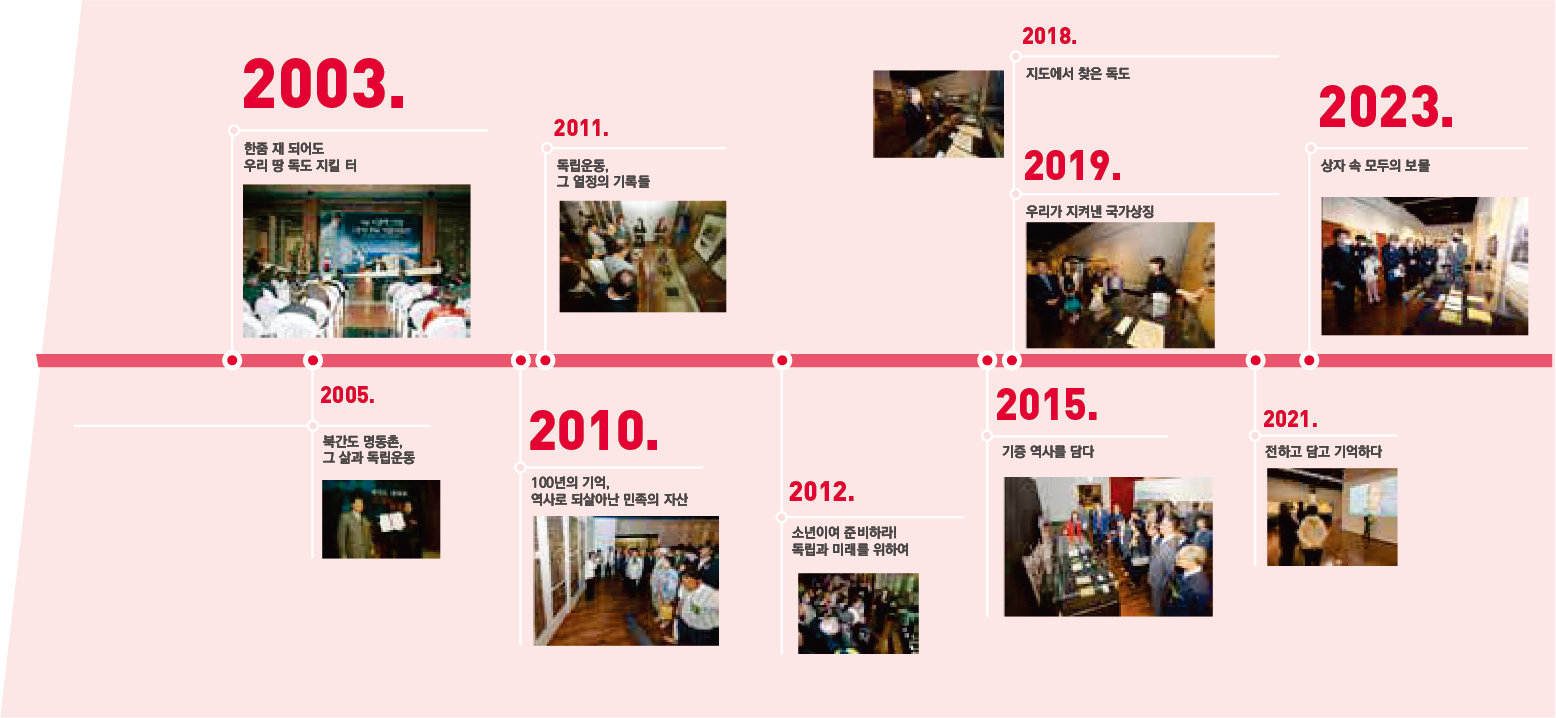 2003.
한줌 재 되어도
우리 땅 독도 지킬 터
2005.
북간도 명동촌,
그 삶과 독립운동
2010.
100년의 기억,
역사로 되살아난 민족의 자산
2011.
독립운동,
그 열정의 기록들
2012.
소년이여 준비하라!
독립과 미래를 위하여
2015.
기증 역사를 담다
2018.
지도에서 찾은 독도
2019.
우리가 지켜낸 국가상징
2021.
전하고 담고 기억하다
2023.
상자 속 모두의 보물